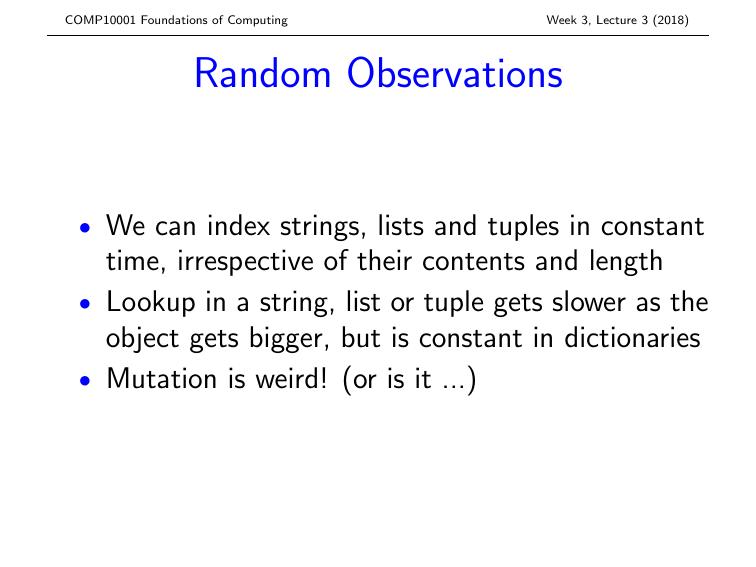 COMP10001 Foundations of Computing
Week 3, Lecture 3 (2018)
Random Observations
• We can index strings, lists and tuples in constant
time, irrespective of their contents and length
• Lookup in a string, list or tuple gets slower as the
object gets bigger, but is constant in dictionaries
• Mutation is weird! (or is it ...)